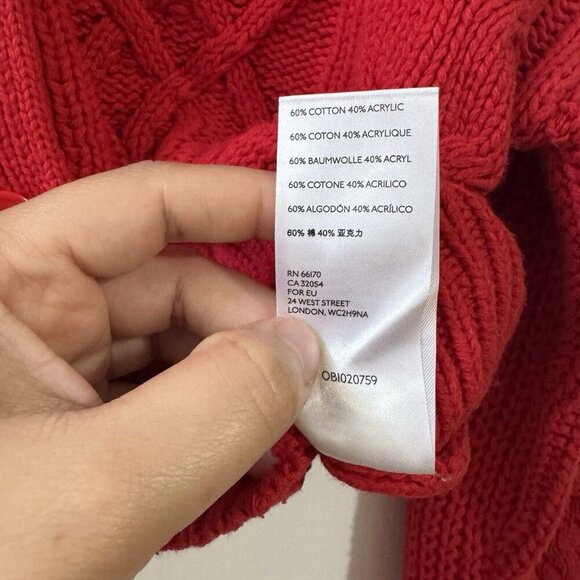 60% COTTON 40% ACRYLIC
60% COTON 40% ACRYLIQUE
60% BAUMWOLLE 40% ACRYL
60% COTONE 40% ACRILICO
60% ALGODÓN 40% ACRÍLICO
60% 棉 40% 亚克力
RN 66170
CA 32054
FOR EU
24 WEST STREET
LONDON, WC2H9NA
OB1020759